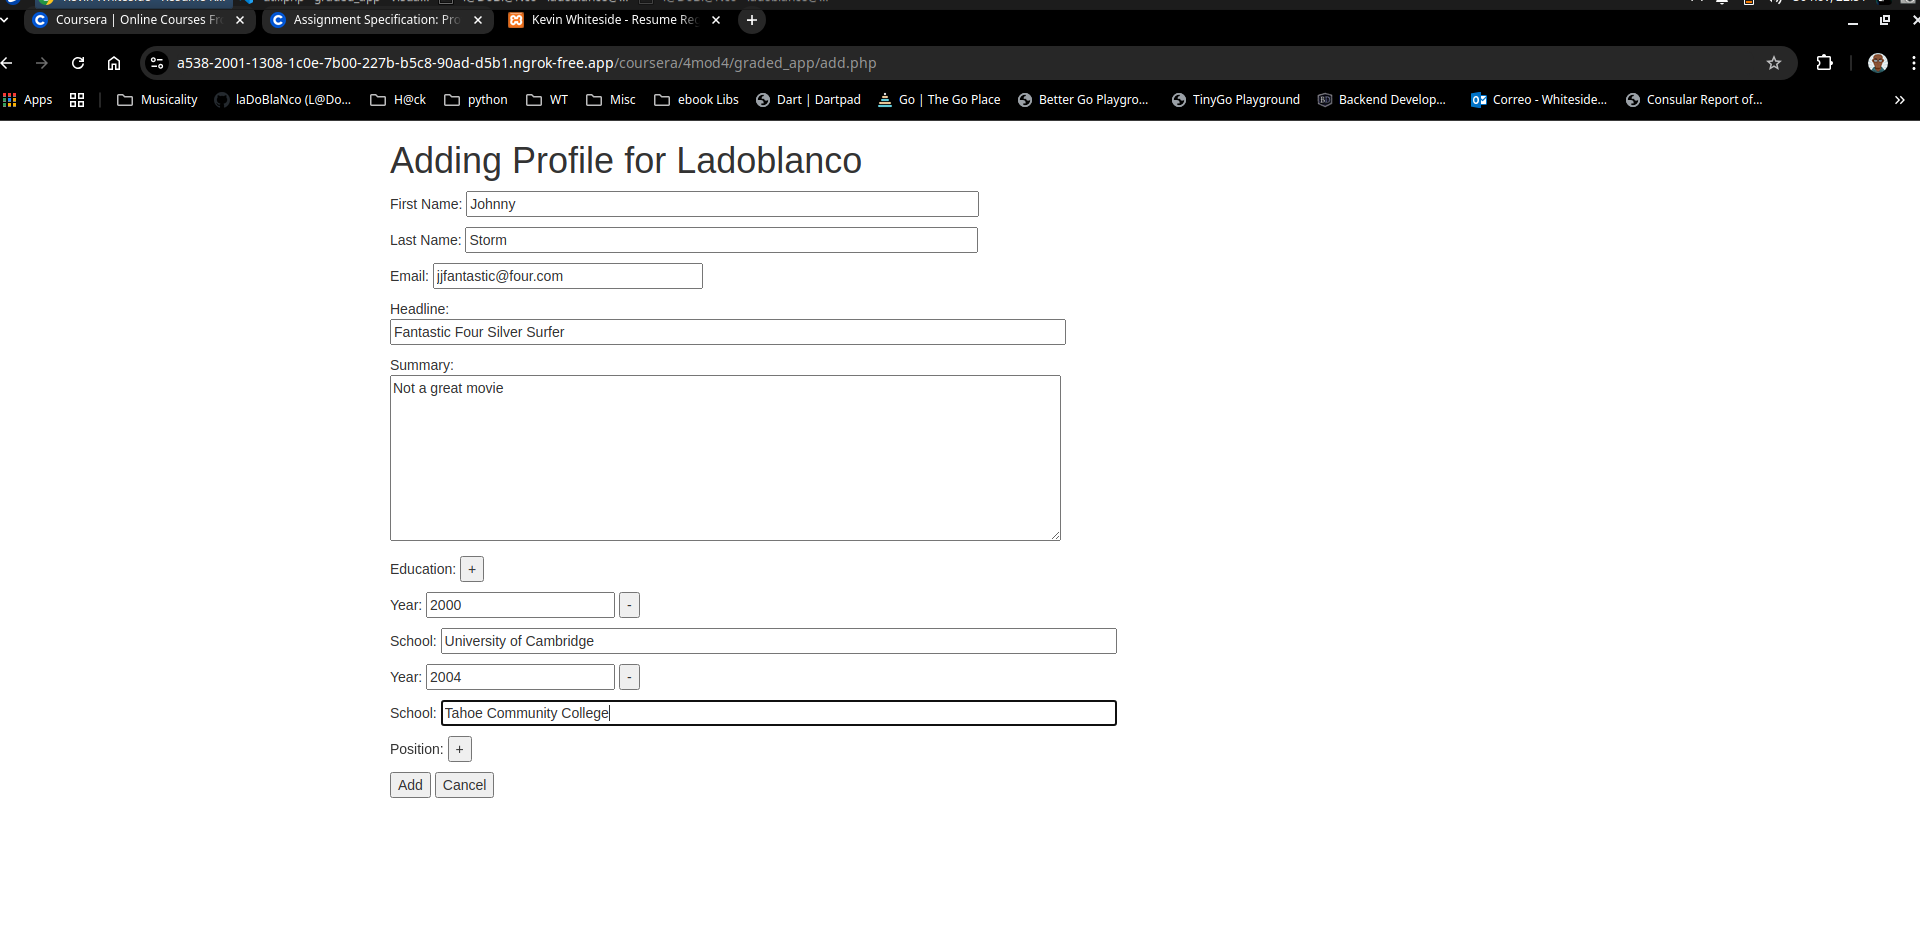 Coursera | Online Courses Fr
Assignment Specification: Pro
Kevin Whiteside - Resume Reg
a538-2001-1308-1c0e-7b00-227b-b5c8-90ad-d5b1.ngrok-free.app/coursera/4mod4/graded_app/add.php
Apps
Musicality
laDoBlaNco (L@Do...
H@ck
python
WT
Misc
ebook Libs
Dart | Dartpad
Go | The Go Place
Better Go Playgro...
TinyGo Playground
Backend Develop...
Correo - Whiteside...
Consular Report of...
»
Adding Profile for Ladoblanco
First Name: Johnny
Last Name: Storm
Email: jjfantastic@four.com
Headline:
Fantastic Four Silver Surfer
Summary:
Not a great movie
Education: +
Year: 2000 -
School: University of Cambridge
Year: 2004 -
School: Tahoe Community College
Position: +
Add Cancel